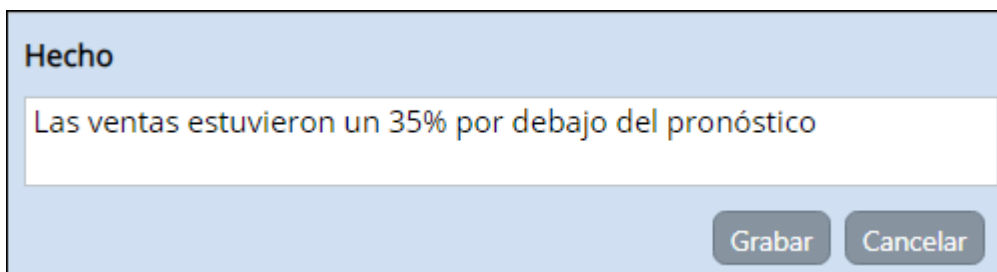 Hecho
Las ventas estuvieron un 35% por debajo del pronóstico
Grabar Cancelar